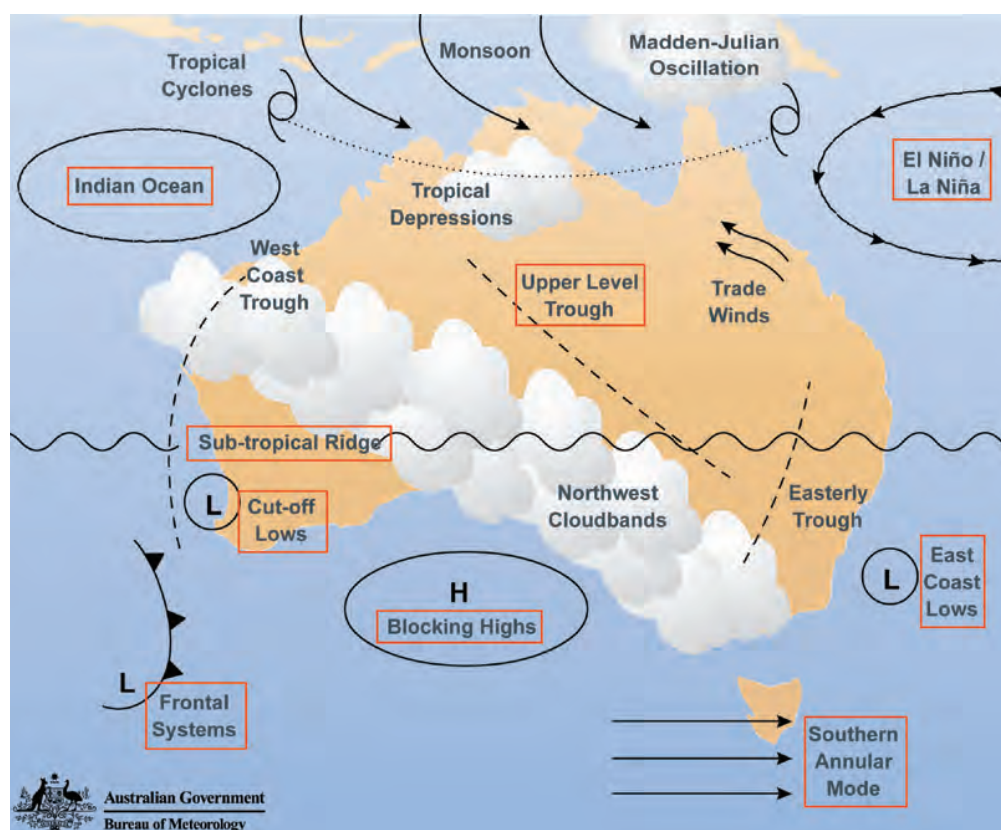 Monsoon
Madden-Julian
Oscillation
Tropical
Cyclones
Indian Ocean
El Niño /
La Niña
Tropical
Depressions
West
Coast
Trough
Upper Level
Trough
Trade
Winds
Sub-tropical Ridge
L
Cut-off
Lows
Northwest
Cloudbands
Easterly
Trough
H
Blocking Highs
L
East
Coast
Lows
L
Frontal
Systems
Southern
Annular
Mode
Australian Government
Bureau of Meteorology